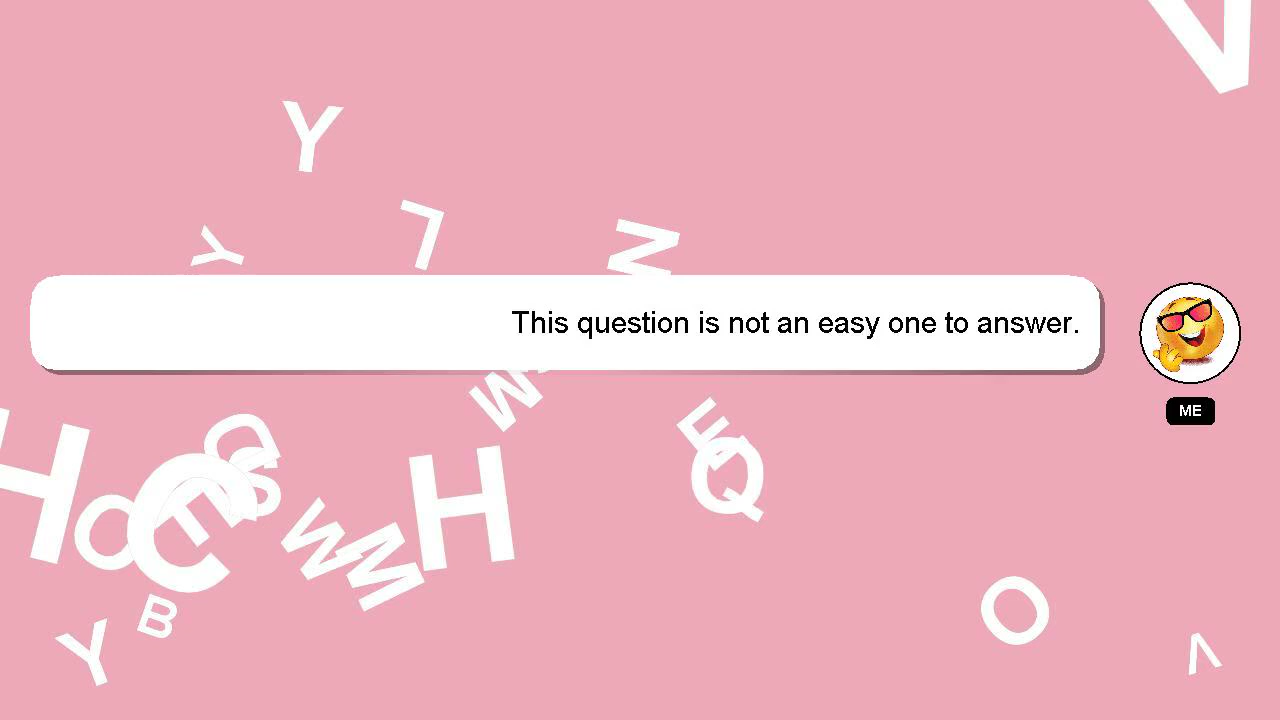 V
Y
L
Y
N
This question is not an easy one to answer.
ME
W
E
H
D
Q
H
S
C
O
T
W
M
O
B
Y
V